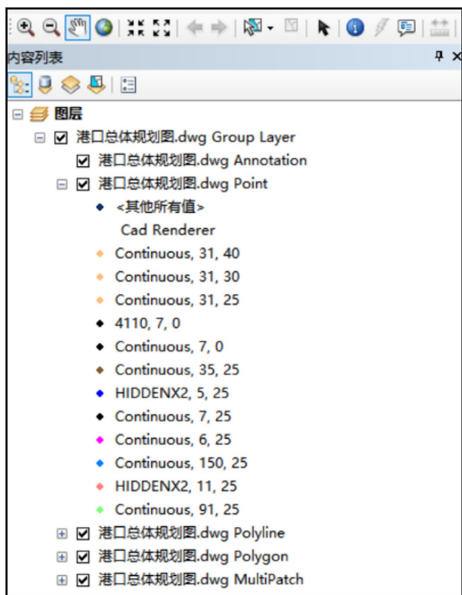 内容列表
图层
港口总体规划图.dwg Group Layer
港口总体规划图.dwg Annotation
港口总体规划图.dwg Point
<其他所有值>
Cad Renderer
Continuous, 31, 40
Continuous, 31, 30
Continuous, 31, 25
4110, 7, 0
Continuous, 7, 0
Continuous, 35, 25
HIDDENX2, 5, 25
Continuous, 7, 25
Continuous, 6, 25
Continuous, 150, 25
HIDDENX2, 11, 25
Continuous, 91, 25
港口总体规划图.dwg Polyline
港口总体规划图.dwg Polygon
港口总体规划图.dwg MultiPatch